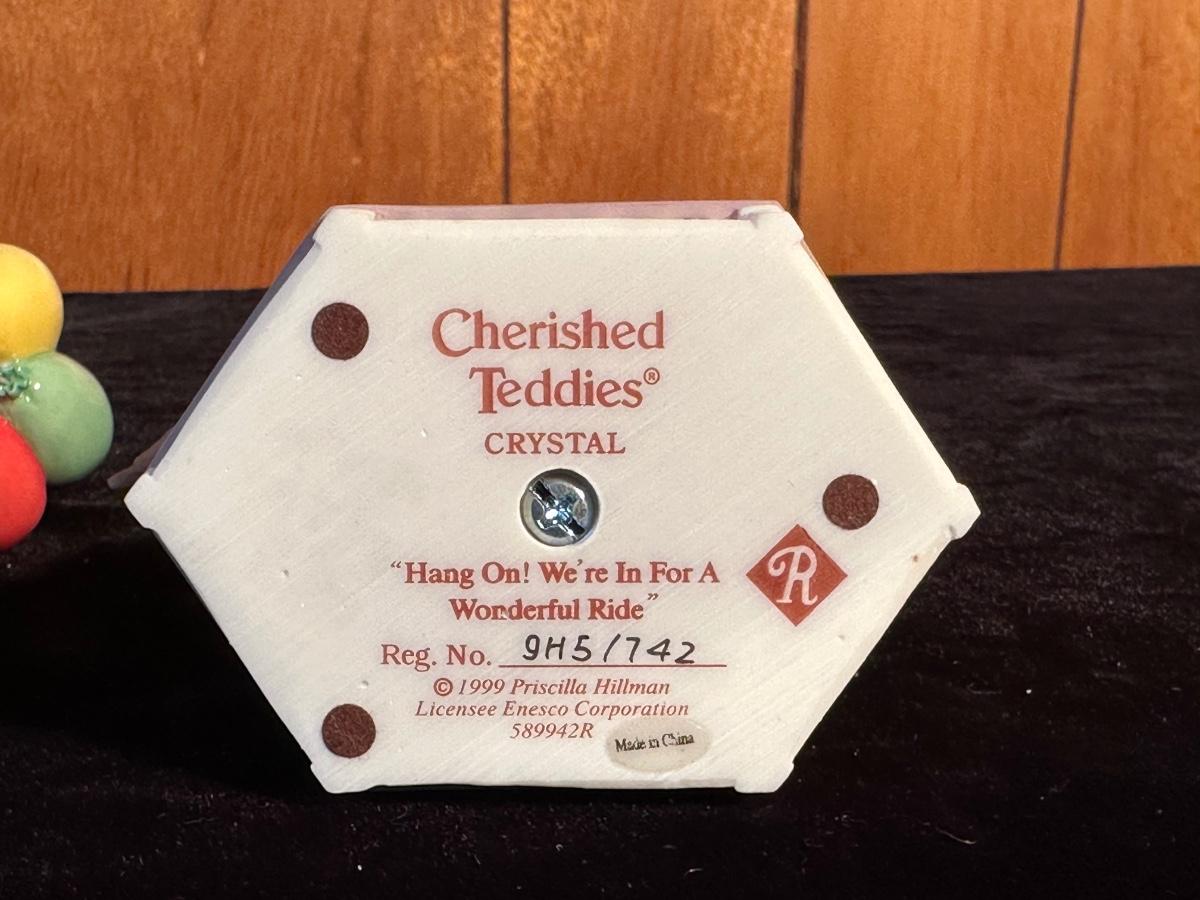 Cherished
Teddies®
CRYSTAL
“Hang On! We're In For A
Wonderful Ride”
R
Reg. No. 9H5/742
© 1999 Priscilla Hillman
Licensee Enesco Corporation
589942R
Made in China